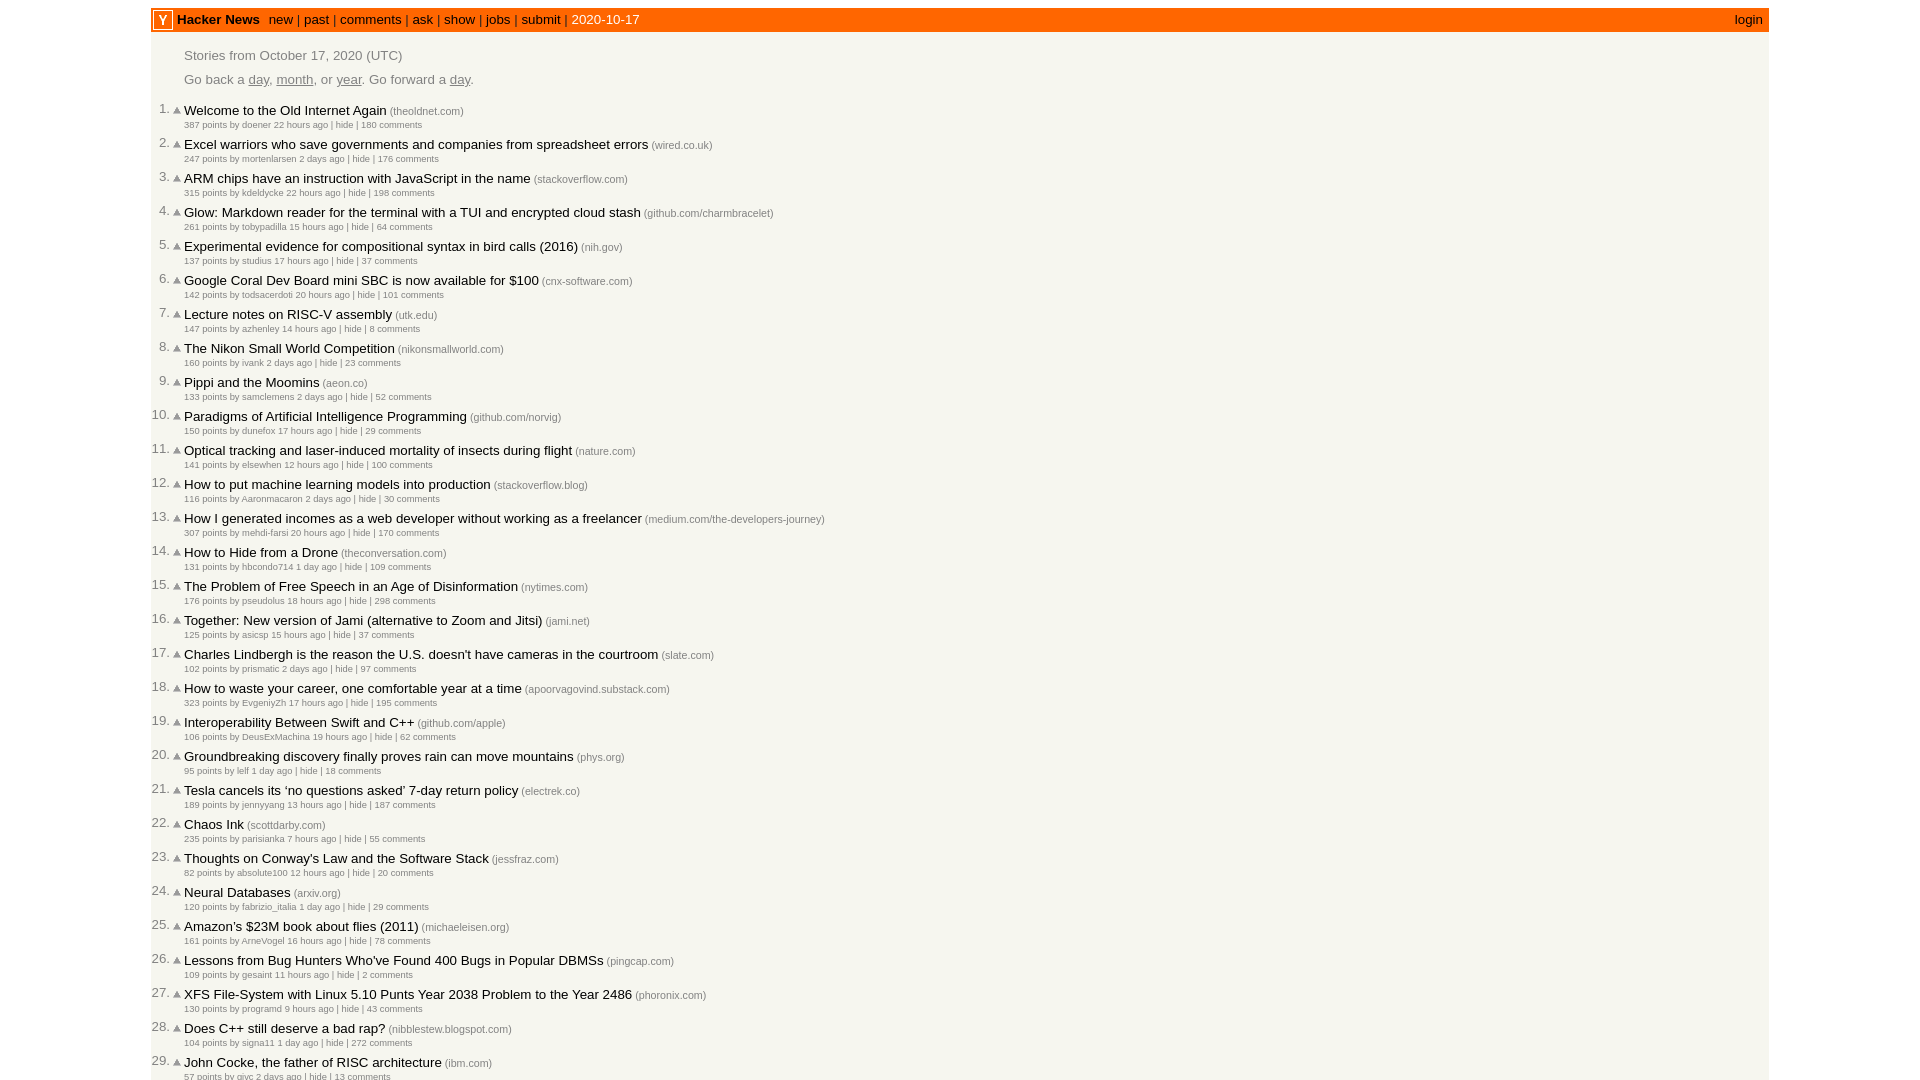 Y Hacker News new | past | comments | ask | show | jobs | submit | 2020-10-17 login
Stories from October 17, 2020 (UTC)
Go back a day, month, or year. Go forward a day.
1. Welcome to the Old Internet Again (theoldnet.com)
387 points by doener 22 hours ago | hide | 180 comments
2. Excel warriors who save governments and companies from spreadsheet errors (wired.co.uk)
247 points by mortenlarsen 2 days ago | hide | 176 comments
3. ARM chips have an instruction with JavaScript in the name (stackoverflow.com)
315 points by kdeldycke 22 hours ago | hide | 198 comments
4. Glow: Markdown reader for the terminal with a TUI and encrypted cloud stash (github.com/charmbracelet)
261 points by tobypadilla 15 hours ago | hide | 64 comments
5. Experimental evidence for compositional syntax in bird calls (2016) (nih.gov)
137 points by studius 17 hours ago | hide | 37 comments
6. Google Coral Dev Board mini SBC is now available for $100 (cnx-software.com)
142 points by todsacerdoti 20 hours ago | hide | 101 comments
7. Lecture notes on RISC-V assembly (utk.edu)
147 points by azhenley 14 hours ago | hide | 8 comments
8. The Nikon Small World Competition (nikonsmallworld.com)
160 points by ivank 2 days ago | hide | 23 comments
9. Pippi and the Moomins (aeon.co)
133 points by samclemens 2 days ago | hide | 52 comments
10. Paradigms of Artificial Intelligence Programming (github.com/norvig)
150 points by dunefox 17 hours ago | hide | 29 comments
11. Optical tracking and laser-induced mortality of insects during flight (nature.com)
141 points by elsewhen 12 hours ago | hide | 100 comments
12. How to put machine learning models into production (stackoverflow.blog)
116 points by Aaronmacaron 2 days ago | hide | 30 comments
13. How I generated incomes as a web developer without working as a freelancer (medium.com/the-developers-journey)
307 points by mehdi-farsi 20 hours ago | hide | 170 comments
14. How to Hide from a Drone (theconversation.com)
131 points by hbcondo714 1 day ago | hide | 109 comments
15. The Problem of Free Speech in an Age of Disinformation (nytimes.com)
176 points by pseudolus 18 hours ago | hide | 298 comments
16. Together: New version of Jami (alternative to Zoom and Jitsi) (jami.net)
125 points by asicsp 15 hours ago | hide | 37 comments
17. Charles Lindbergh is the reason the U.S. doesn't have cameras in the courtroom (slate.com)
102 points by prismatic 2 days ago | hide | 97 comments
18. How to waste your career, one comfortable year at a time (apoorvagovind.substack.com)
323 points by EvgeniyZh 17 hours ago | hide | 195 comments
19. Interoperability Between Swift and C++ (github.com/apple)
106 points by DeusExMachina 19 hours ago | hide | 62 comments
20. Groundbreaking discovery finally proves rain can move mountains (phys.org)
95 points by lelf 1 day ago | hide | 18 comments
21. Tesla cancels its ‘no questions asked’ 7-day return policy (electrek.co)
189 points by jennyyang 13 hours ago | hide | 187 comments
22. Chaos Ink (scottdarby.com)
235 points by parisianka 7 hours ago | hide | 55 comments
23. Thoughts on Conway's Law and the Software Stack (jessfraz.com)
82 points by absolute100 12 hours ago | hide | 20 comments
24. Neural Databases (arxiv.org)
120 points by fabrizio_italia 1 day ago | hide | 29 comments
25. Amazon’s $23M book about flies (2011) (michaeleisen.org)
161 points by ArneVogel 16 hours ago | hide | 78 comments
26. Lessons from Bug Hunters Who've Found 400 Bugs in Popular DBMSs (pingcap.com)
109 points by gesaint 11 hours ago | hide | 2 comments
27. XFS File-System with Linux 5.10 Punts Year 2038 Problem to the Year 2486 (phoronix.com)
130 points by programd 9 hours ago | hide | 43 comments
28. Does C++ still deserve a bad rap? (nibblestew.blogspot.com)
104 points by signa11 1 day ago | hide | 272 comments
29. John Cocke, the father of RISC architecture (ibm.com)
57 points by givc 2 days ago | hide | 13 comments